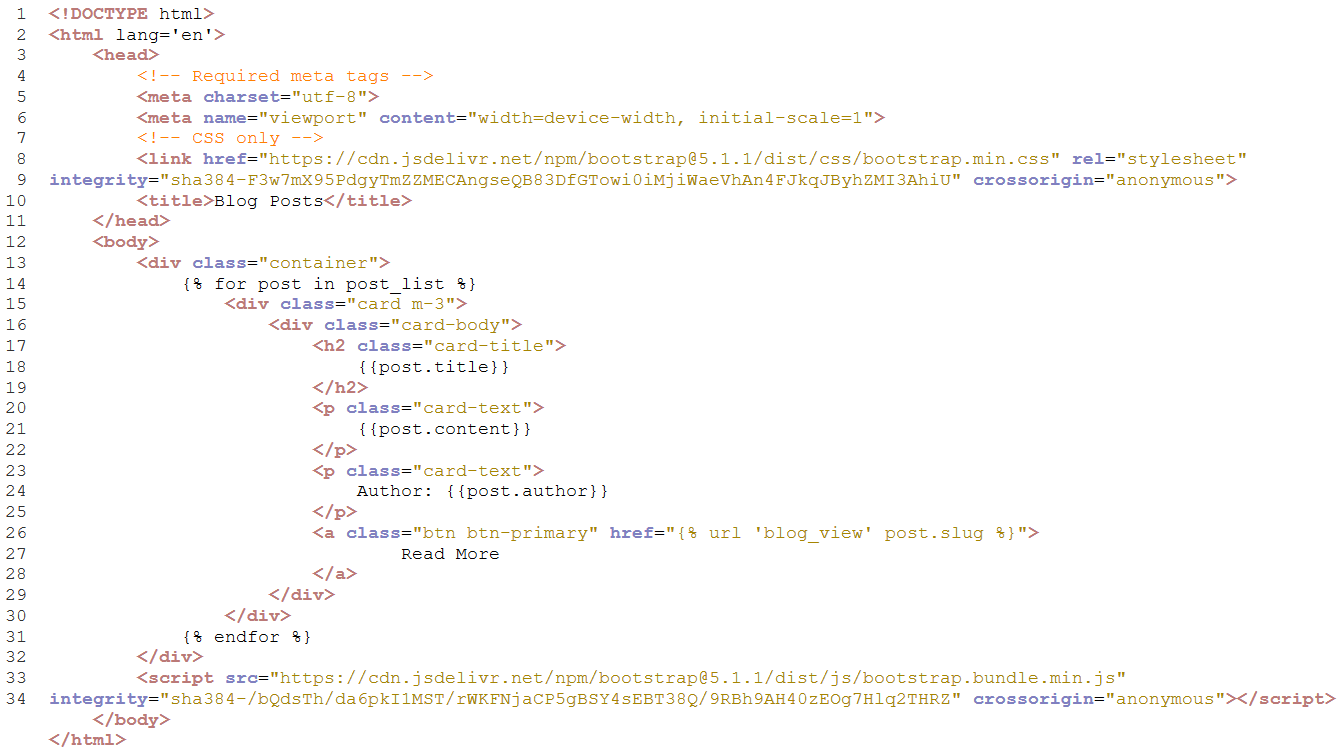 1 <!DOCTYPE html>
2 <html lang='en'>
3 <head>
4 <!-- Required meta tags -->
5 <meta charset="utf-8">
6 <meta name="viewport" content="width=device-width, initial-scale=1">
7 <!-- CSS only -->
8 <link href="https://cdn.jsdelivr.net/npm/bootstrap@5.1.1/dist/css/bootstrap.min.css" rel="stylesheet"
9 integrity="sha384-F3w7mX95PdgyTmZZMECAngseQB83DfGTowi0iMjiWaeVhAn4FJkqJByhZMI3AhiU" crossorigin="anonymous">
10 <title>Blog Posts</title>
11 </head>
12 <body>
13 <div class="container">
14 {% for post in post_list %}
15 <div class="card m-3">
16 <div class="card-body">
17 <h2 class="card-title">
18 {{post.title}}
19 </h2>
20 <p class="card-text">
21 {{post.content}}
22 </p>
23 <p class="card-text">
24 Author: {{post.author}}
25 </p>
26 <a class="btn btn-primary" href="{% url 'blog_view' post.slug %}">
27 Read More
28 </a>
29 </div>
30 </div>
31 {% endfor %}
32 </div>
33 <script src="https://cdn.jsdelivr.net/npm/bootstrap@5.1.1/dist/js/bootstrap.bundle.min.js"
34 integrity="sha384-/bQdsTh/da6pkI1MST/rWKFNjaCP5gBSY4sEBT38Q/9RBh9AH40zEOg7Hlq2THRZ" crossorigin="anonymous"></script>
</body>
</html>